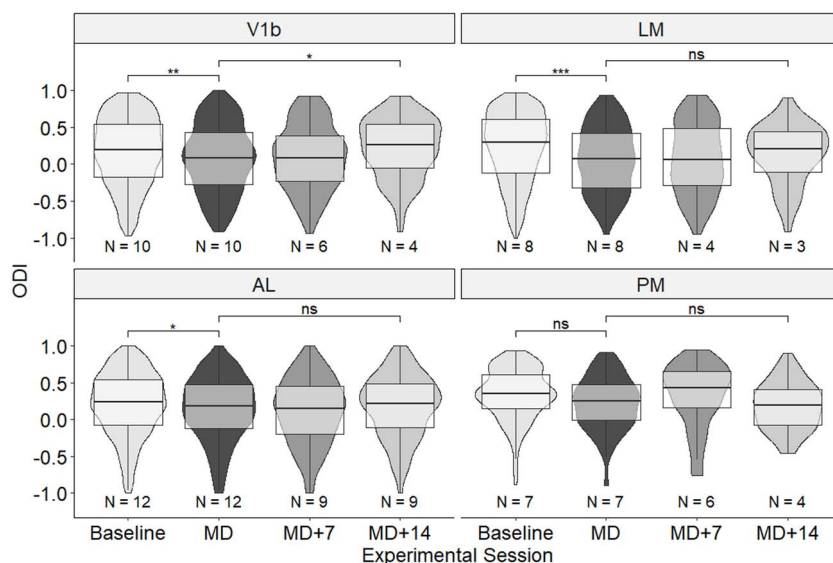 V1b
LM
** * *** ns
1.0
0.5
0.0
-0.5
-1.0
N = 10 N = 10 N = 6 N = 4 N = 8 N = 8 N = 4 N = 3
ODI
AL
PM
* ns ns ns
1.0
0.5
0.0
-0.5
-1.0
N = 12 N = 12 N = 9 N = 9 N = 7 N = 7 N = 6 N = 4
Baseline MD MD+7 MD+14 Baseline MD MD+7 MD+14
Experimental Session